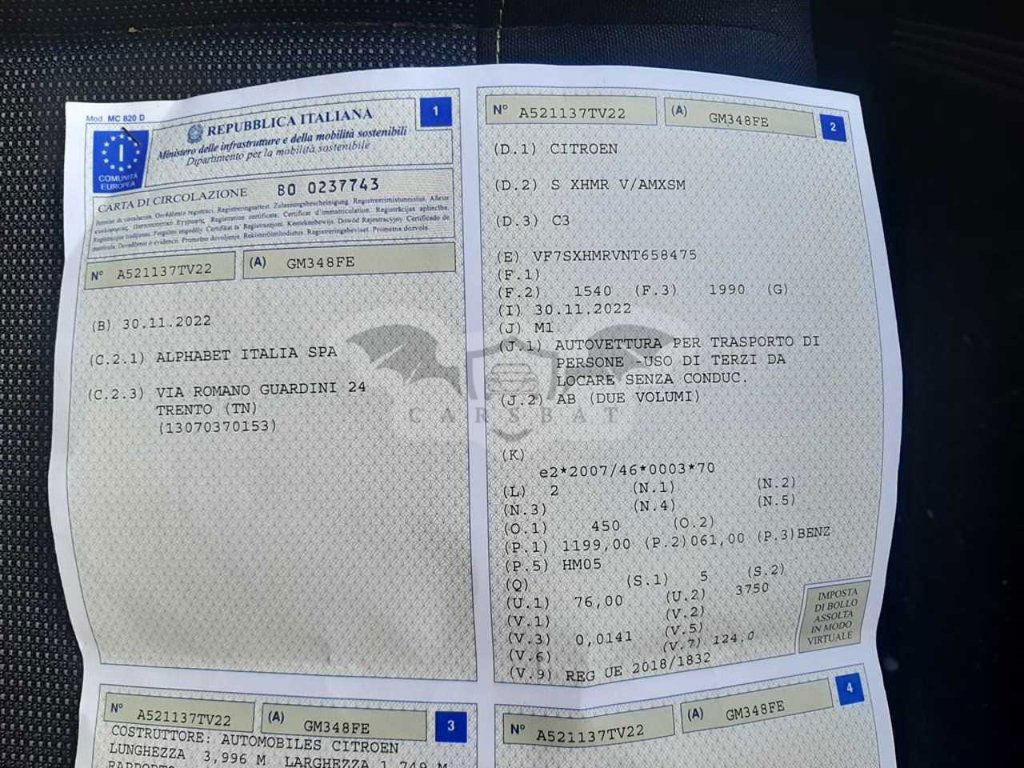 Mod. MC 820 D
1
REPUBBLICA ITALIANA
Ministero delle infrastrutture e della mobilità sostenibili
Dipartimento per la mobilità sostenibile
I
COMUNITÀ
EUROPEA
CARTA DI CIRCOLAZIONE 80 0237743
N° A521137TV22 (A) GM348FE
(B) 30.11.2022
(C.2.1) ALPHABET ITALIA SPA
(C.2.3) VIA ROMANO GUARDINI 24
TRENTO (TN)
(13070370153)
N° A521137TV22 (A) GM348FE 2
(D.1) CITROEN
(D.2) S XHMR V/AMXSM
(D.3) C3
(E) VF7SXHMRVNT658475
(F.1)
(F.2) 1540 (F.3) 1990 (G)
(I) 30.11.2022
(J) M1
(J.1) AUTOVETTURA PER TRASPORTO DI
PERSONE -USO DI TERZI DA
LOCARE SENZA CONDUC.
(J.2) AB (DUE VOLUMI)
CARSBAT
(K)
e2*2007/46*0003*70
(L) 2 (N.1) (N.2)
(N.3) (N.4) (N.5)
(O.1) 450 (O.2)
(P.1) 1199,00 (P.2)061,00 (P.3)BENZ
(P.5) HM05
(Q) (S.1) 5 (S.2)
(U.1) 76,00 (U.2) 3750
(V.1) (V.2)
(V.3) 0,0141 (V.5)
(V.6) (V.7) 124,0
(V.9) REG UE 2018/1832
IMPOSTA
DI BOLLO
ASSOLTA
IN MODO
VIRTUALE
N° A521137TV22 (A) GM348FE 3
COSTRUTTORE: AUTOMOBILES CITROEN
LUNGHEZZA 3,996 M LARGHEZZA 1,749 M
N° A521137TV22 (A) GM348FE 4